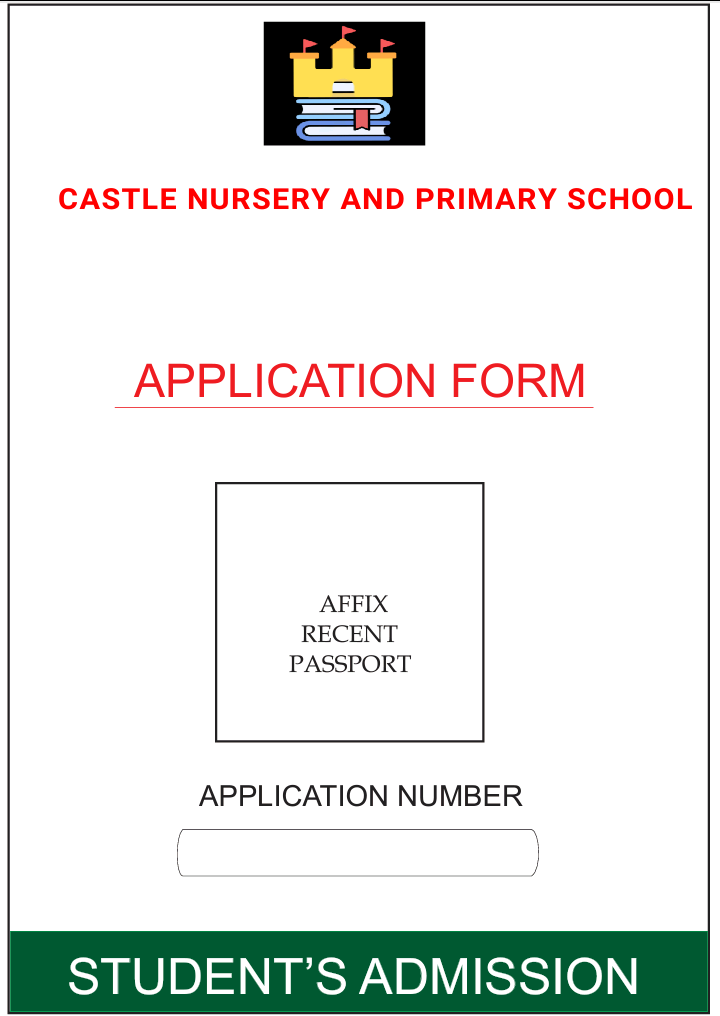 CASTLE NURSERY AND PRIMARY SCHOOL
APPLICATION FORM
AFFIX
RECENT
PASSPORT
APPLICATION NUMBER
STUDENT’S ADMISSION